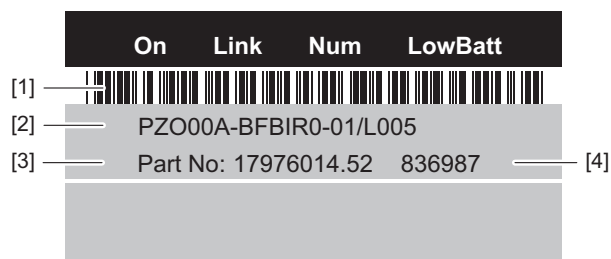 On Link Num LowBatt
[1]
[2] PZO00A-BFBIR0-01/L005
[3] Part No: 17976014.52 836987 [4]